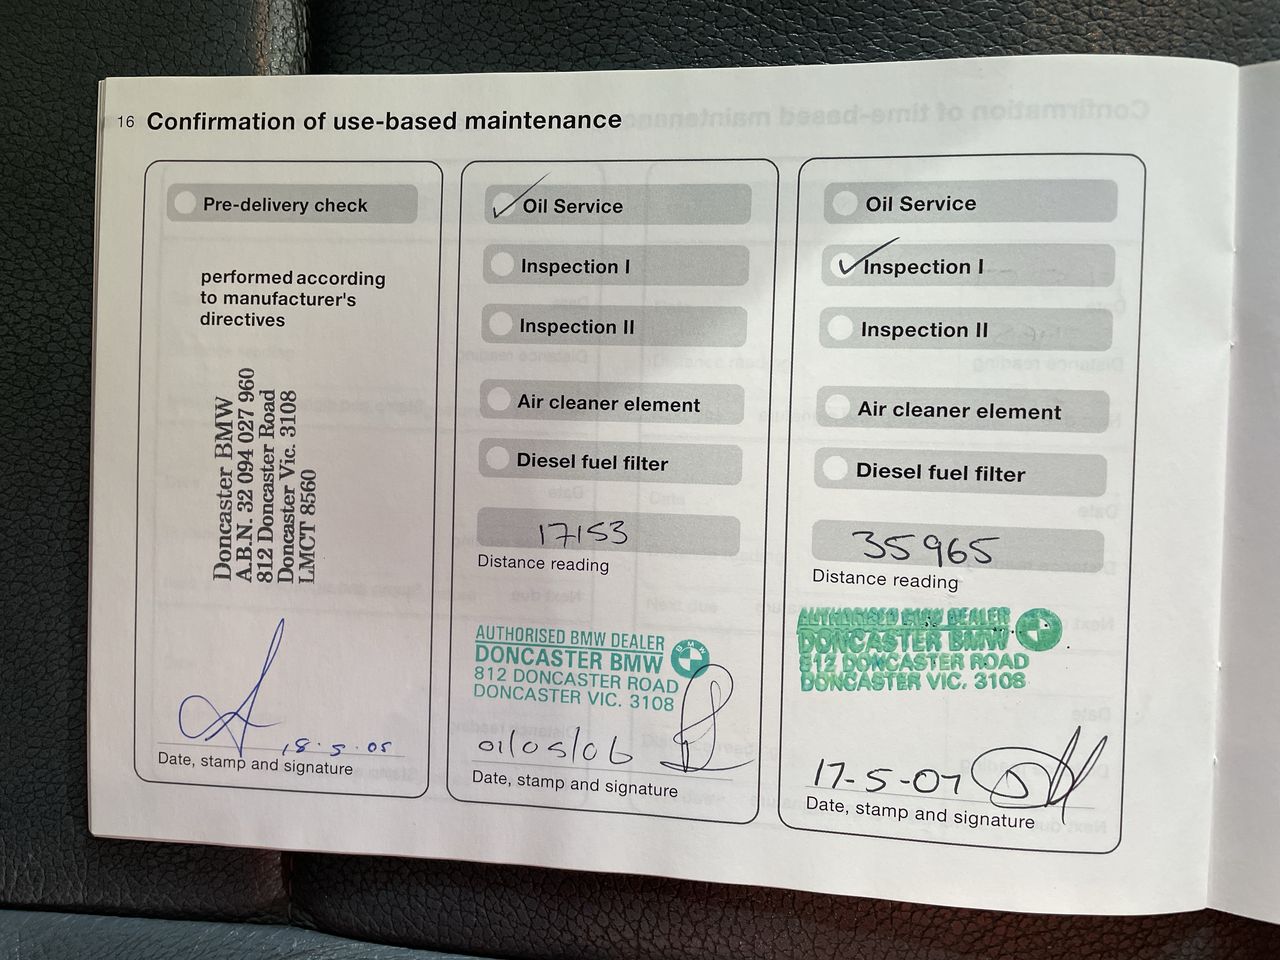 16 Confirmation of use-based maintenance
Pre-delivery check
performed according
to manufacturer's
directives
Doncaster BMW
A.B.N. 32 094 027 960
812 Doncaster Road
Doncaster Vic. 3108
LMCT 8560
18.5.05
Date, stamp and signature
Oil Service
Inspection I
Inspection II
Air cleaner element
Diesel fuel filter
17153
Distance reading
AUTHORISED BMW DEALER
DONCASTER BMW
812 DONCASTER ROAD
DONCASTER VIC. 3108
BMW
01/05/06
Date, stamp and signature
Oil Service
Inspection I
Inspection II
Air cleaner element
Diesel fuel filter
35965
Distance reading
AUTHORISED BMW DEALER
DONCASTER BMW
812 DONCASTER ROAD
DONCASTER VIC. 3108
17-5-07
Date, stamp and signature